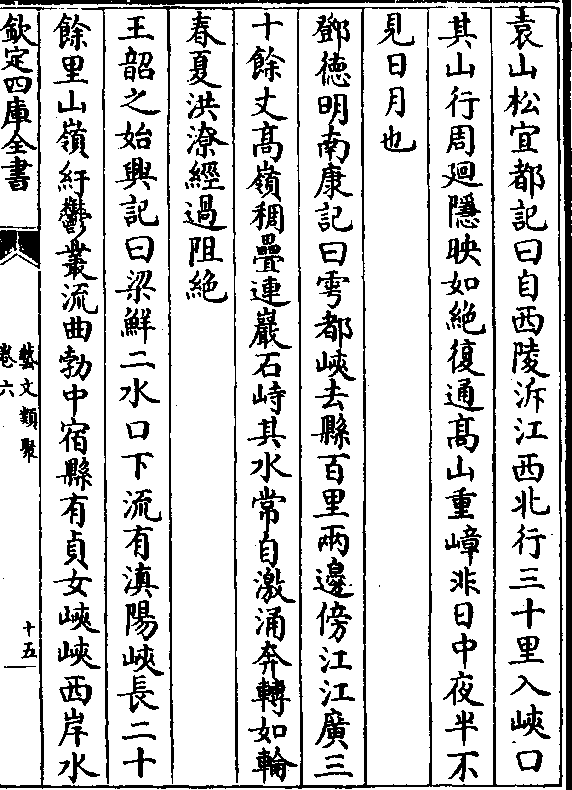 袁山松宜都記曰自西陵泝江西北行三十里入峽口
其山行周廻隱映如絶復通髙山重嶂非日中夜半不
見日月也
鄧徳明南康記曰雩都峽去縣百里兩邊傍江江廣三
十餘丈髙嶺稠疊連巖石峙其水常自激涌奔轉如輪
春夏洪潦經過阻絶
王韶之始興記曰梁鮮二水口下流有滇陽峽長二十
餘里山嶺紆鬱叢流曲勃中宿縣有貞女峽峽西岸水
欽定四庫全書
藝文類聚
卷六
十五